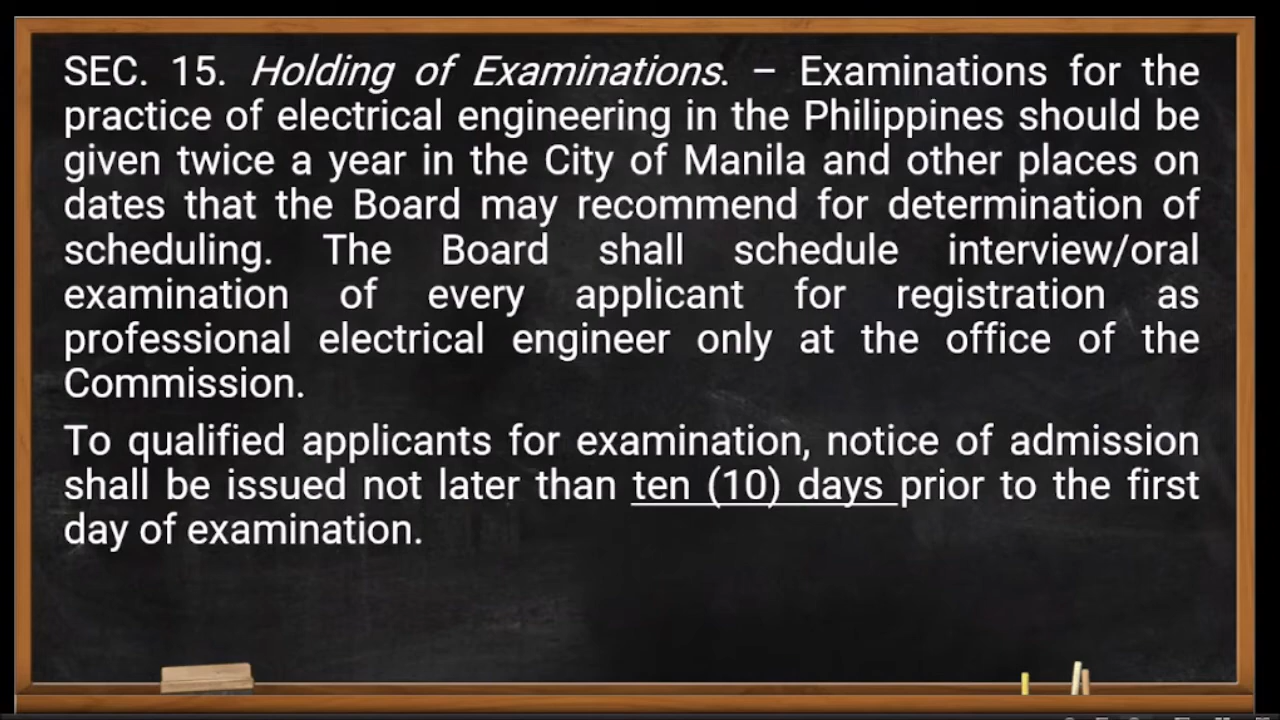 SEC. 15. Holding of Examinations. – Examinations for the
practice of electrical engineering in the Philippines should be
given twice a year in the City of Manila and other places on
dates that the Board may recommend for determination of
scheduling. The Board shall schedule interview/oral
examination of every applicant for registration as
professional electrical engineer only at the office of the
Commission.
To qualified applicants for examination, notice of admission
shall be issued not later than ten (10) days prior to the first
day of examination.